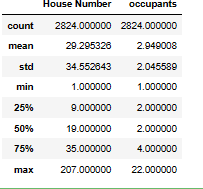 House Number occupants
count 2824.000000 2824.000000
mean 29.295326 2.949008
std 34.552643 2.045589
min 1.000000 1.000000
25% 9.000000 2.000000
50% 19.000000 2.000000
75% 35.000000 4.000000
max 207.000000 22.000000